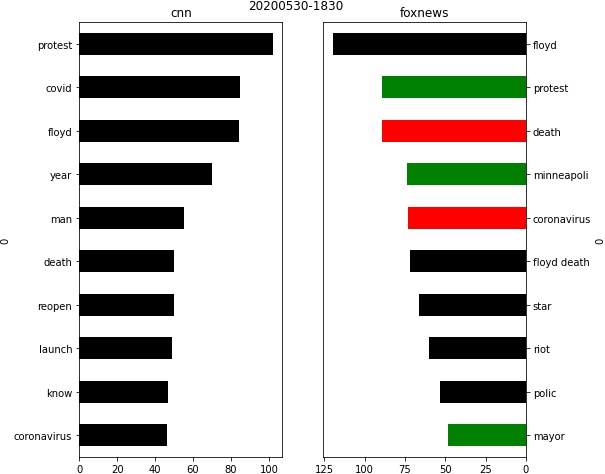 20200530-1830
cnn
foxnews
protest
covid
floyd
year
man
death
reopen
launch
know
coronavirus
0
0 20 40 60 80 100
floyd
protest
death
minneapoli
coronavirus
floyd death
star
riot
polic
mayor
0
125 100 75 50 25 0